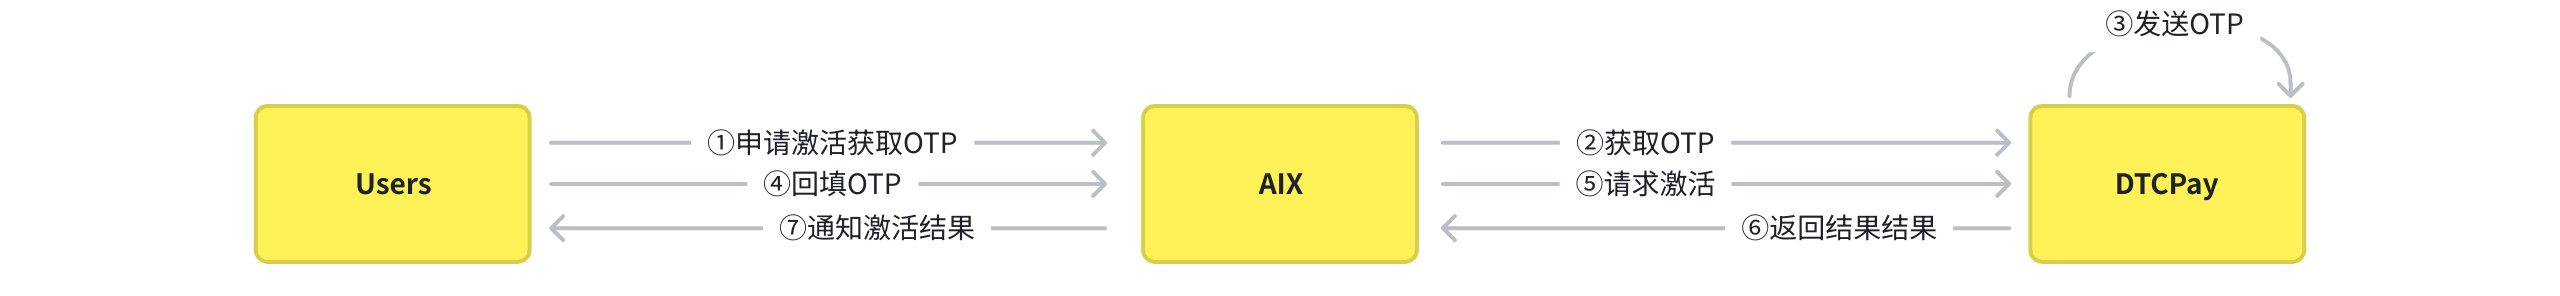 ③发送OTP
①申请激活获取OTP
②获取OTP
Users
④回填OTP
AIX
⑤请求激活
DTCPay
⑦通知激活结果
⑥返回结果结果